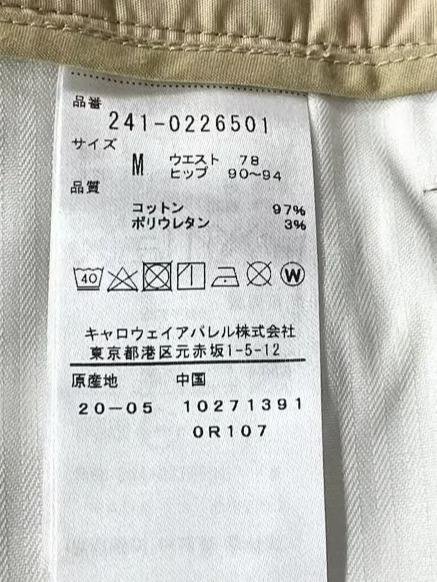 品番
241-0226501
サイズ
M ウエスト 78
ヒップ 90〜94
品質
コットン 97%
ポリウレタン 3%
40 W
キャロウェイアパレル株式会社
東京都港区元赤坂1-5-12
原産地 中国
20-05 10271391
0R107